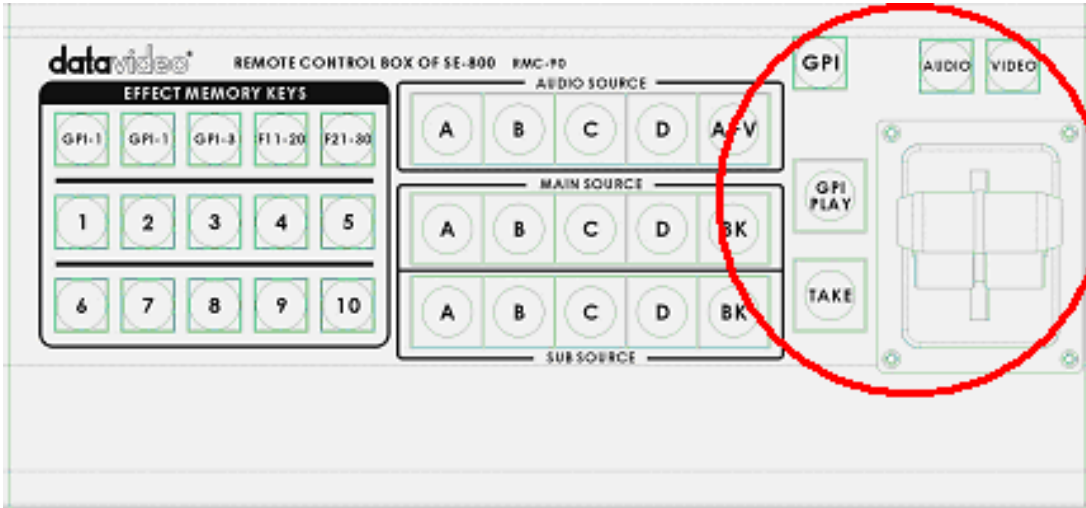 datavideo REMOTE CONTROL BOX OF SE-800 RMC-90
GPI AUDIO VIDEO
EFFECT MEMORY KEYS
GPI-1 GPI-1 GPI-3 F11-20 F21-30
1 2 3 4 5
6 7 8 9 10
AUDIO SOURCE
A B C D A+V
MAIN SOURCE
A B C D BK
A B C D BK
SUB SOURCE
GPI
PLAY
TAKE